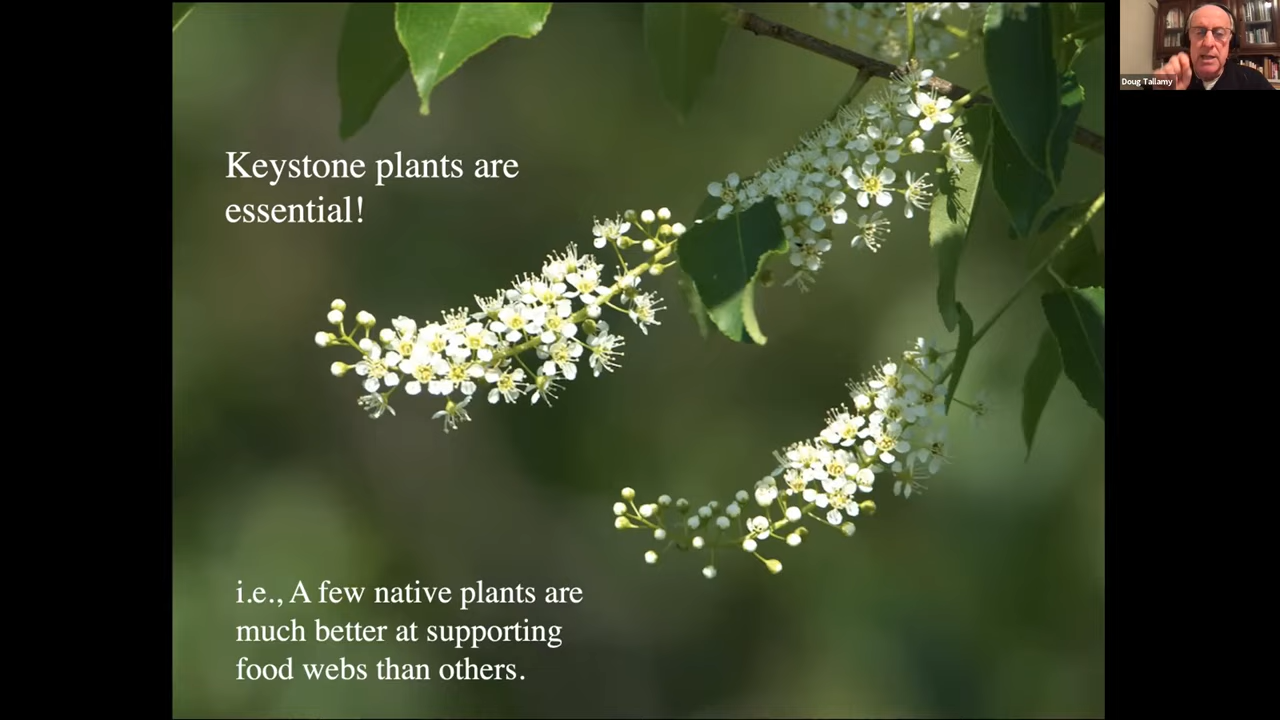 Keystone plants are
essential!
Doug Tallamy
i.e., A few native plants are
much better at supporting
food webs than others.